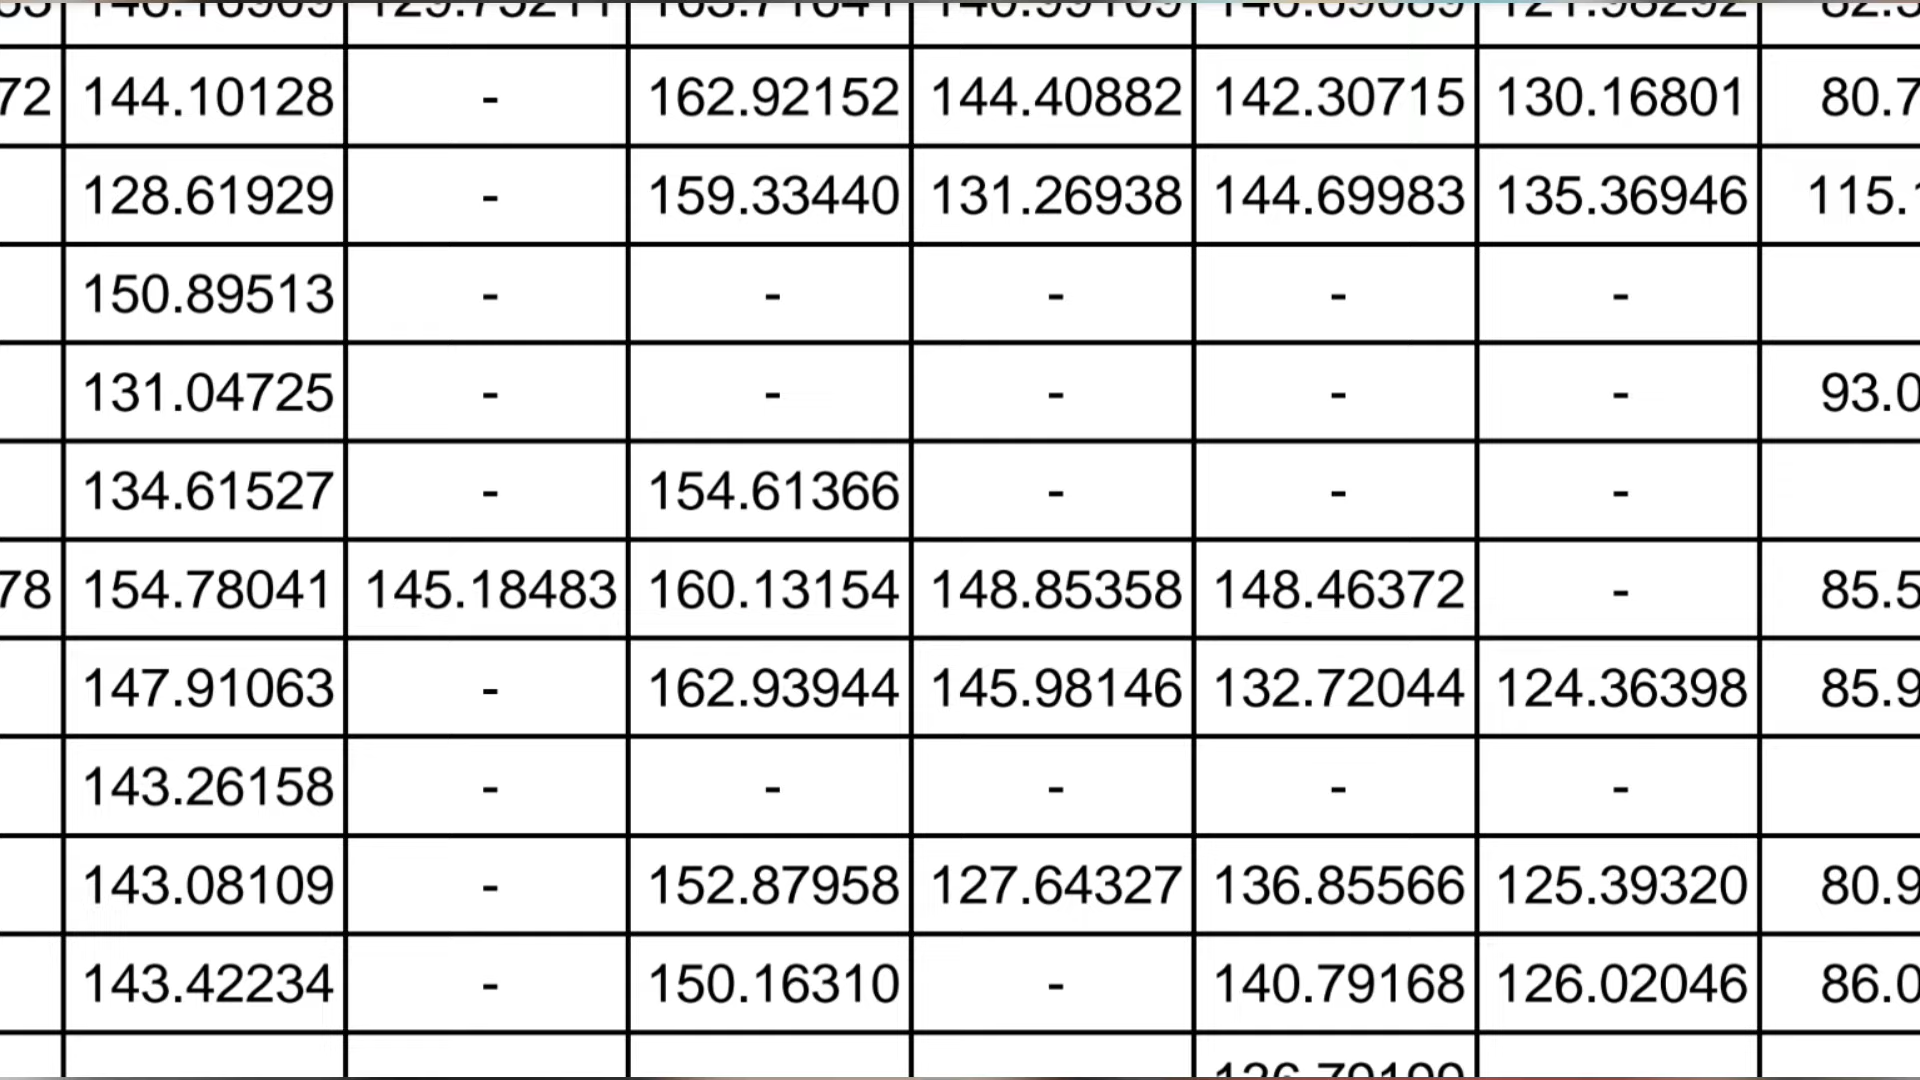 72 144.10128 - 162.92152 144.40882 142.30715 130.16801 80.7
128.61929 - 159.33440 131.26938 144.69983 135.36946 115.
150.89513 - - - - -
131.04725 - - - - - 93.0
134.61527 - 154.61366 - - -
78 154.78041 145.18483 160.13154 148.85358 148.46372 - 85.5
147.91063 - 162.93944 145.98146 132.72044 124.36398 85.9
143.26158 - - - - -
143.08109 - 152.87958 127.64327 136.85566 125.39320 80.9
143.42234 - 150.16310 - 140.79168 126.02046 86.0